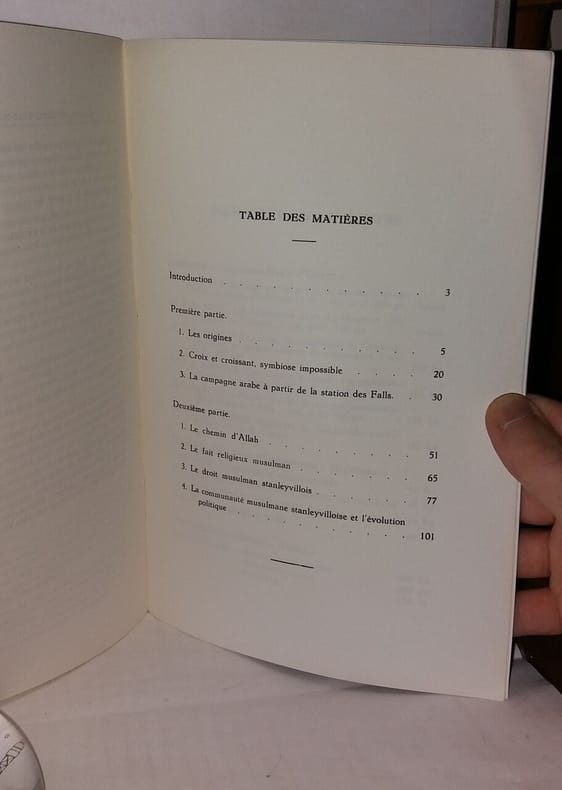 TABLE DES MATIÈRES
Introduction . . . . . . . . . . . . 3
Première partie.
1. Les origines . . . . . . . . . . . 5
2. Croix et croissant, symbiose impossible . . . . 20
3. La campagne arabe à partir de la station des Falls. . 30
Deuxième partie.
1. Le chemin d'Allah . . . . . . . . . 51
2. Le fait religieux musulman . . . . . . . 65
3. Le droit musulman stanleyvillois . . . . . . 77
4. La communauté musulmane stanleyvilloise et l'évolution
politique . . . . . . . . . . . 101